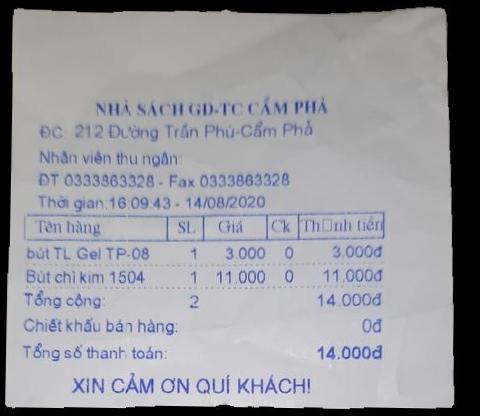 NHÀ SÁCH GD-TC CẨM PHẢ
ĐC 212 Đường Trần Phú-Cẩm Phả
Nhân viên thu ngân:
ĐT 0333863328 - Fax 0333863328
Thời gian:16:09:43 - 14/08/2020
Tên hàng SL Giá Ck Th□nh tiền
bút TL Gel TP-08 1 3.000 0 3.000đ
Bút chì kim 1504 1 11.000 0 11.000đ
Tổng cộng: 2 14.000đ
Chiết khấu bán hàng: 0đ
Tổng số thanh toán: 14.000đ
XIN CẢM ƠN QUÍ KHÁCH!